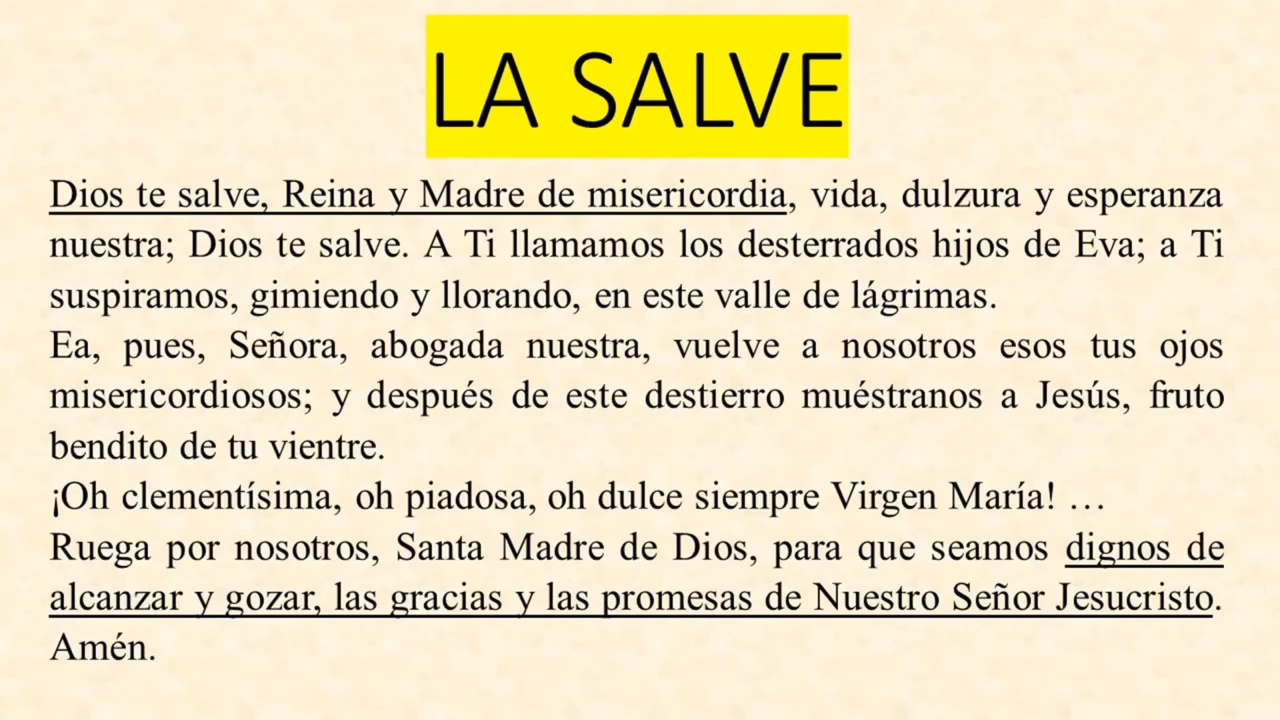 LA SALVE
Dios te salve, Reina y Madre de misericordia, vida, dulzura y esperanza
nuestra; Dios te salve. A Ti llamamos los desterrados hijos de Eva; a Ti
suspiramos, gimiendo y llorando, en este valle de lágrimas.
Ea, pues, Señora, abogada nuestra, vuelve a nosotros esos tus ojos
misericordiosos; y después de este destierro muéstranos a Jesús, fruto
bendito de tu vientre.
¡Oh clementísima, oh piadosa, oh dulce siempre Virgen María! …
Ruega por nosotros, Santa Madre de Dios, para que seamos dignos de
alcanzar y gozar, las gracias y las promesas de Nuestro Señor Jesucristo.
Amén.